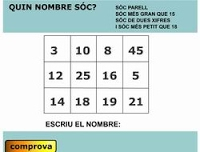 QUIN NOMBRE SÓC?
SÓC PARELL
SÓC MÉS GRAN QUE 15
SÓC DE DUES XIFRES
I SÓC MÉS PETIT QUE 18
3 10 8 45
12 25 16 5
14 18 19 21
ESCRIU EL NOMBRE:
comprova